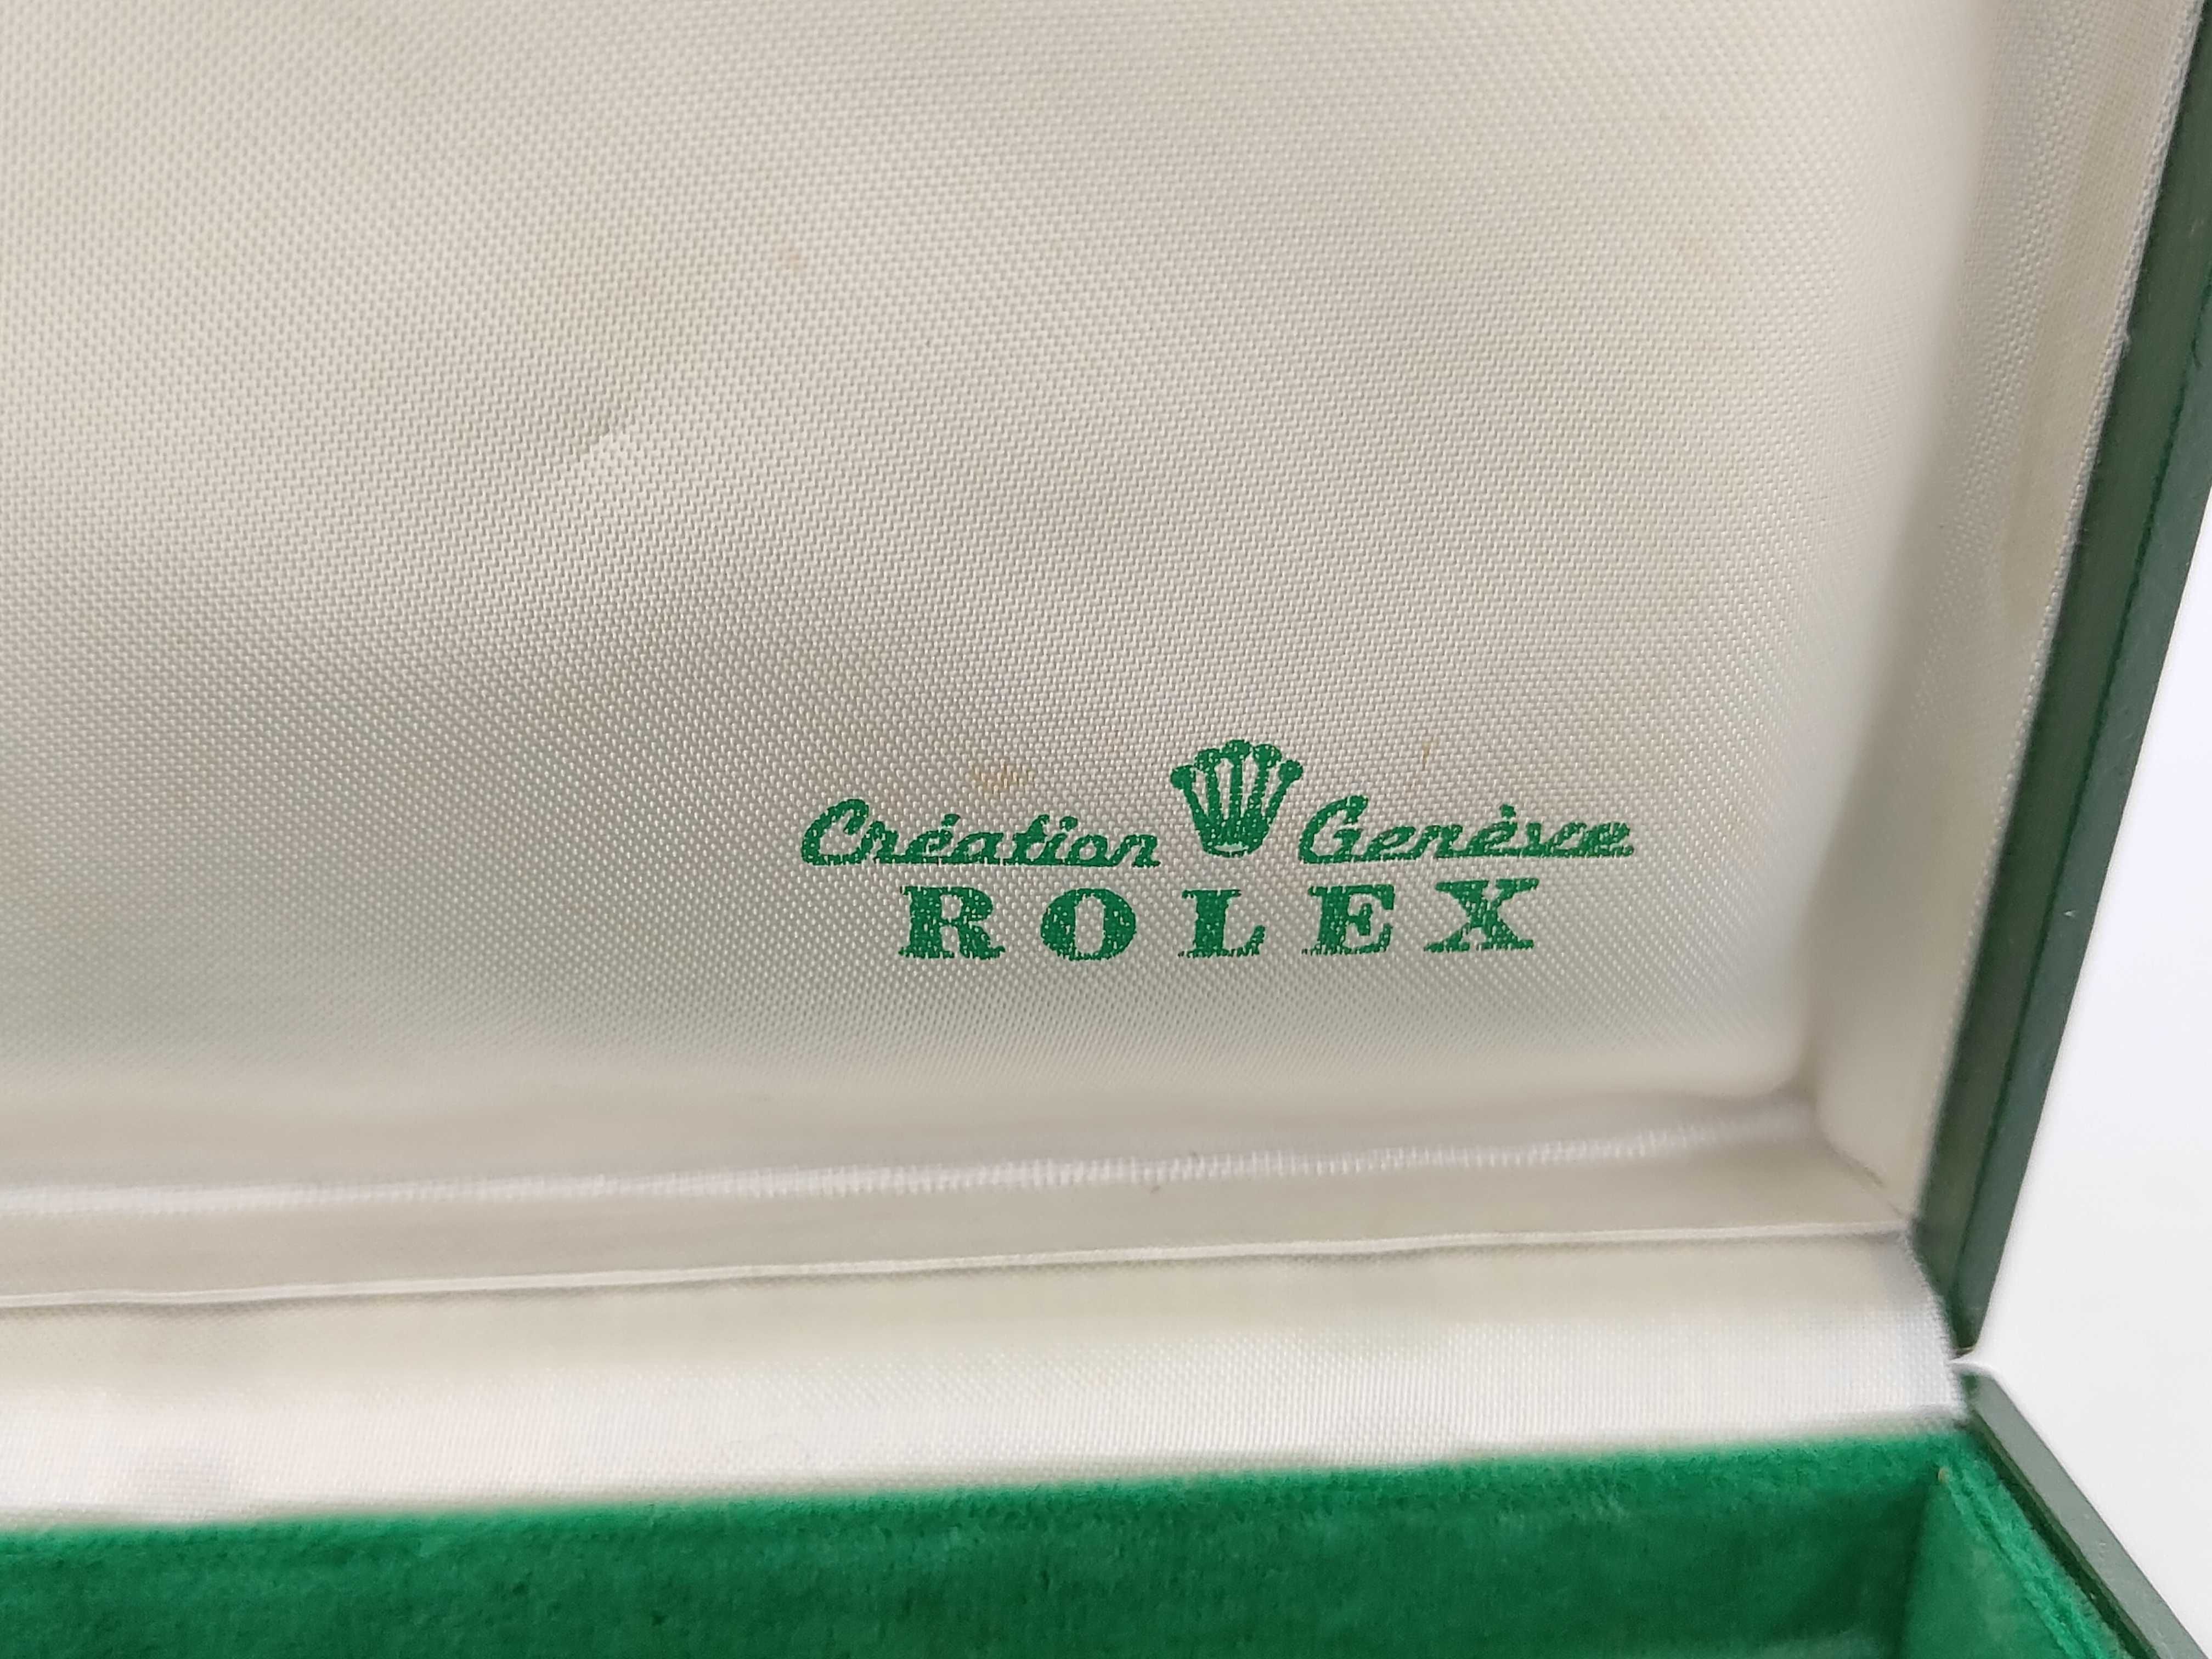 Création Genève
ROLEX